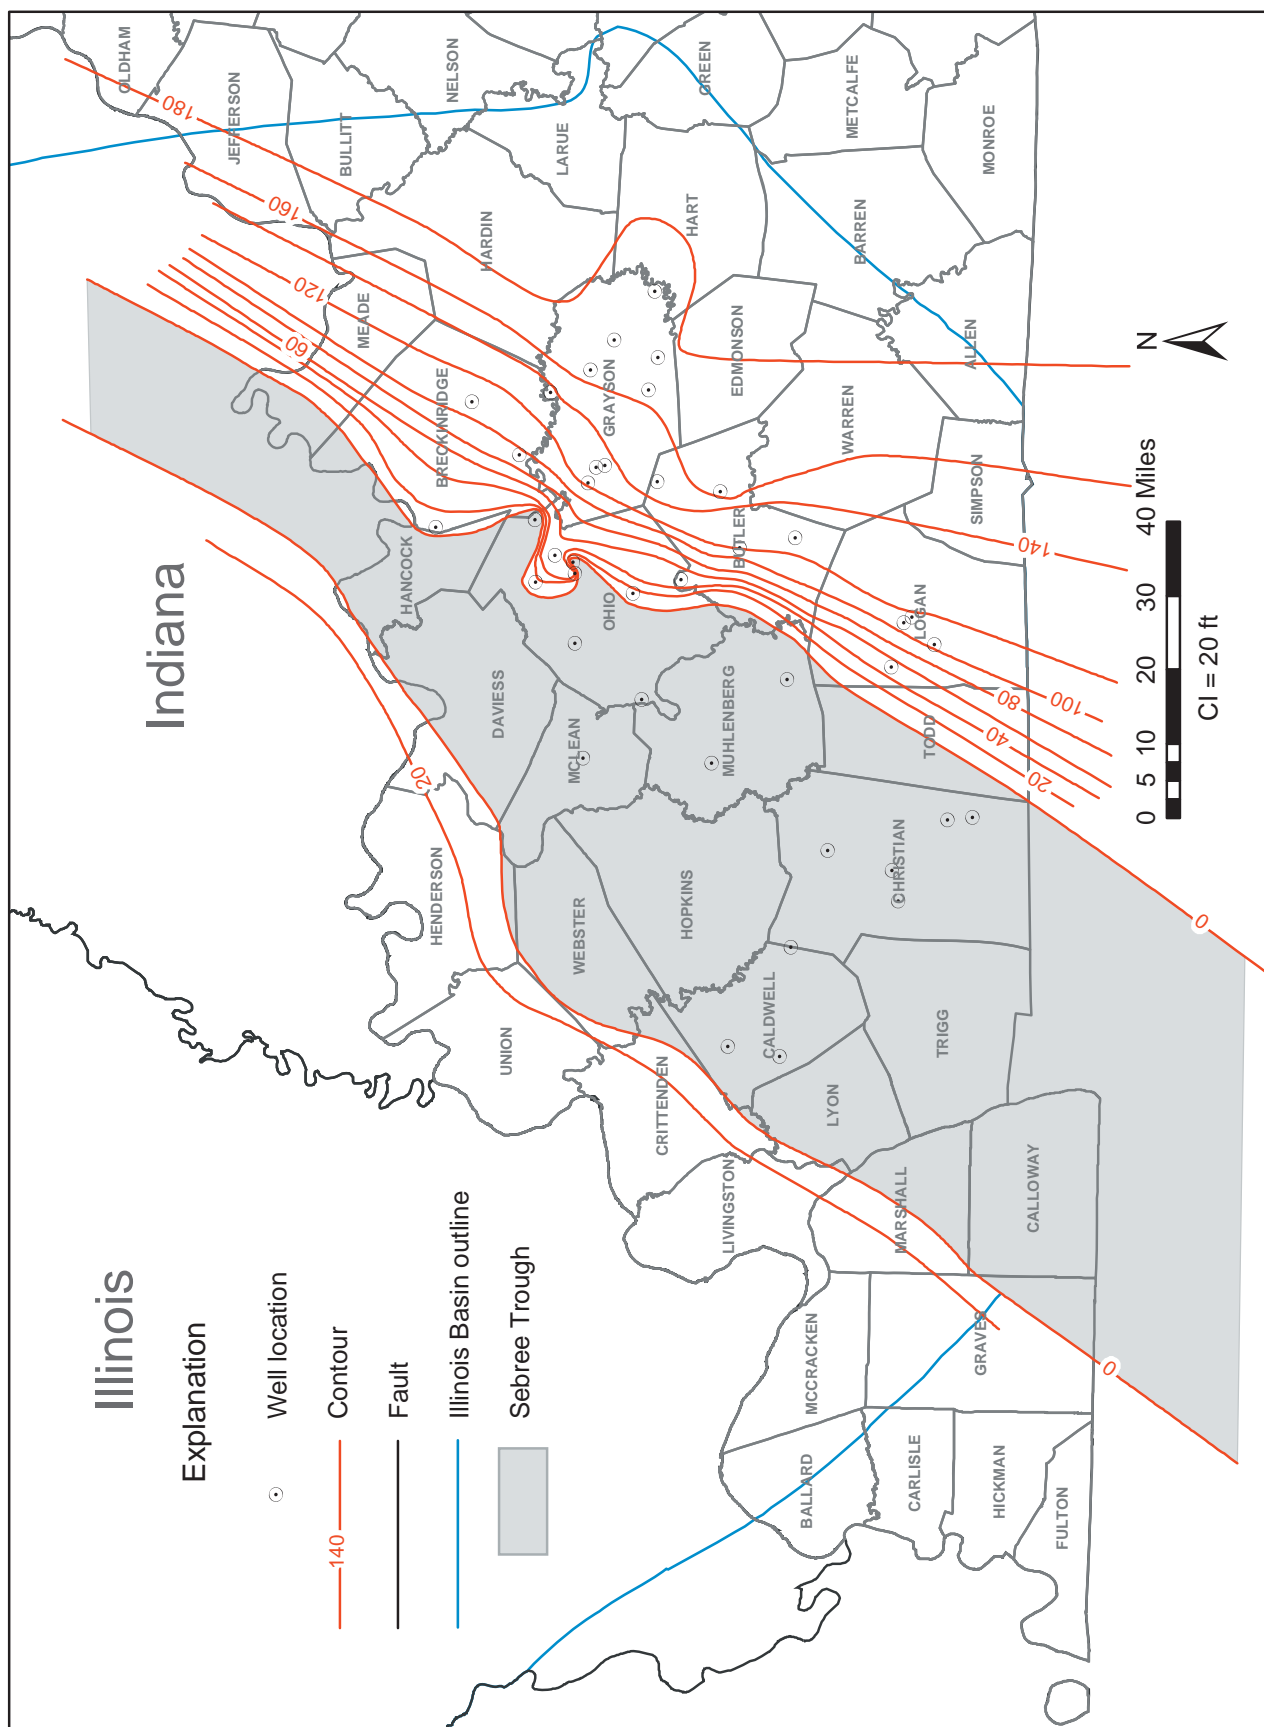 Illinois
Indiana
Explanation
Well location
140
Contour
Fault
Illinois Basin outline
Sebree Trough
OLDHAM
JEFFERSON
BULLITT
NELSON
LARUE
HARDIN
MEADE
BRECKINRIDGE
GRAYSON
HART
GREEN
METCALFE
MONROE
BARREN
ALLEN
EDMONSON
WARREN
SIMPSON
BUTLER
LOGAN
TODD
HANCOCK
OHIO
DAVIESS
MCLEAN
MUHLENBERG
HENDERSON
WEBSTER
HOPKINS
CHRISTIAN
UNION
CRITTENDEN
CALDWELL
LYON
TRIGG
LIVINGSTON
MARSHALL
CALLOWAY
MCCRACKEN
GRAVES
BALLARD
CARLISLE
HICKMAN
FULTON
180
160
120
60
20
140
100
80
40
20
0
0
N
0 5 10 20 30 40 Miles
CI = 20 ft